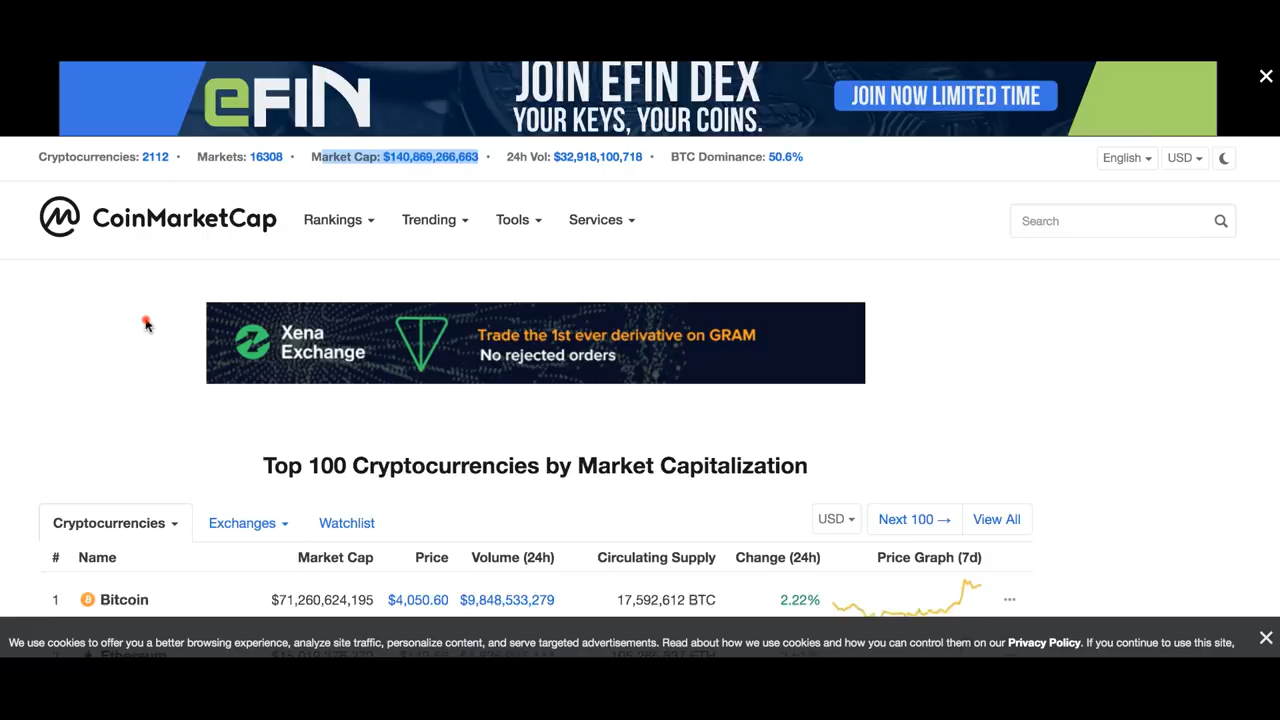 eFIN
JOIN EFIN DEX
YOUR KEYS, YOUR COINS.
JOIN NOW LIMITED TIME
Cryptocurrencies: 2112 • Markets: 16308 • Market Cap: $140,869,266,663 • 24h Vol: $32,918,100,718 • BTC Dominance: 50.6%
English
USD
CoinMarketCap
Rankings
Trending
Tools
Services
Search
Xena
Exchange
Trade the 1st ever derivative on GRAM
No rejected orders
Top 100 Cryptocurrencies by Market Capitalization
Cryptocurrencies
Exchanges
Watchlist
USD
Next 100 →
View All
# Name Market Cap Price Volume (24h) Circulating Supply Change (24h) Price Graph (7d)
1 Bitcoin $71,260,624,195 $4,050.60 $9,848,533,279 17,592,612 BTC 2.22%
We use cookies to offer you a better browsing experience, analyze site traffic, personalize content, and serve targeted advertisements. Read about how we use cookies and how you can control them on our Privacy Policy. If you continue to use this site,